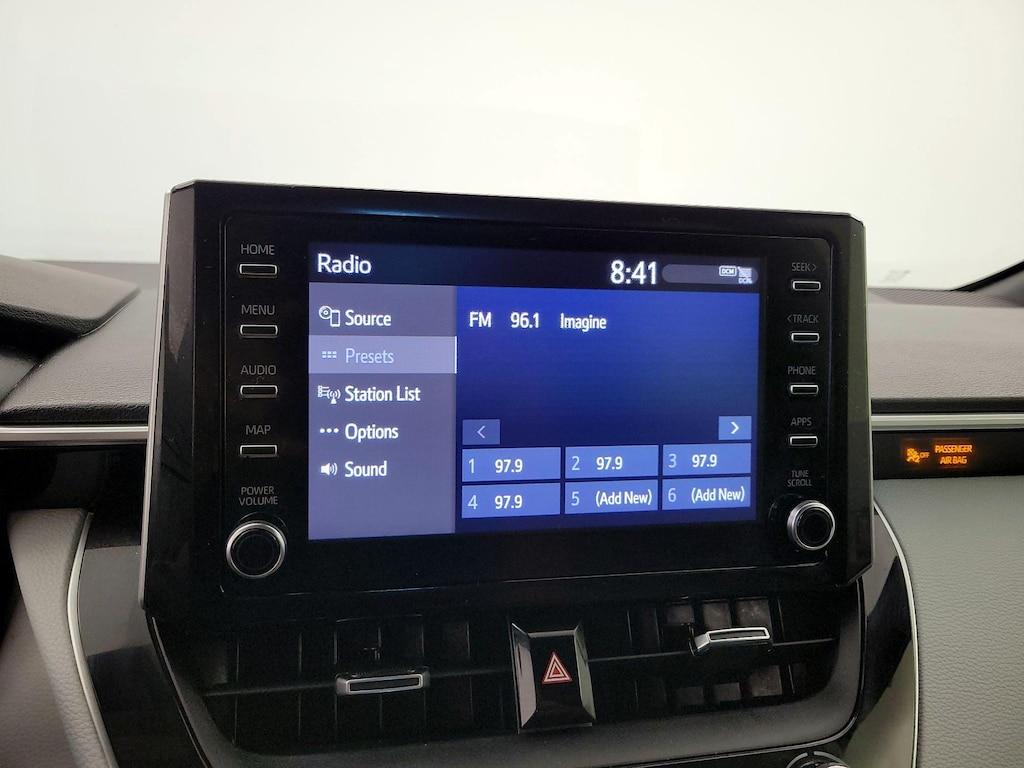 HOME
MENU
AUDIO
MAP
POWER
VOLUME
Radio
8:41
DCM
Source
Presets
Station List
Options
Sound
FM 96.1 Imagine
<
>
1 97.9
2 97.9
3 97.9
4 97.9
5 (Add New)
6 (Add New)
SEEK>
<TRACK
PHONE
APPS
TUNE
SCROLL
OFF
PASSENGER
AIR BAG